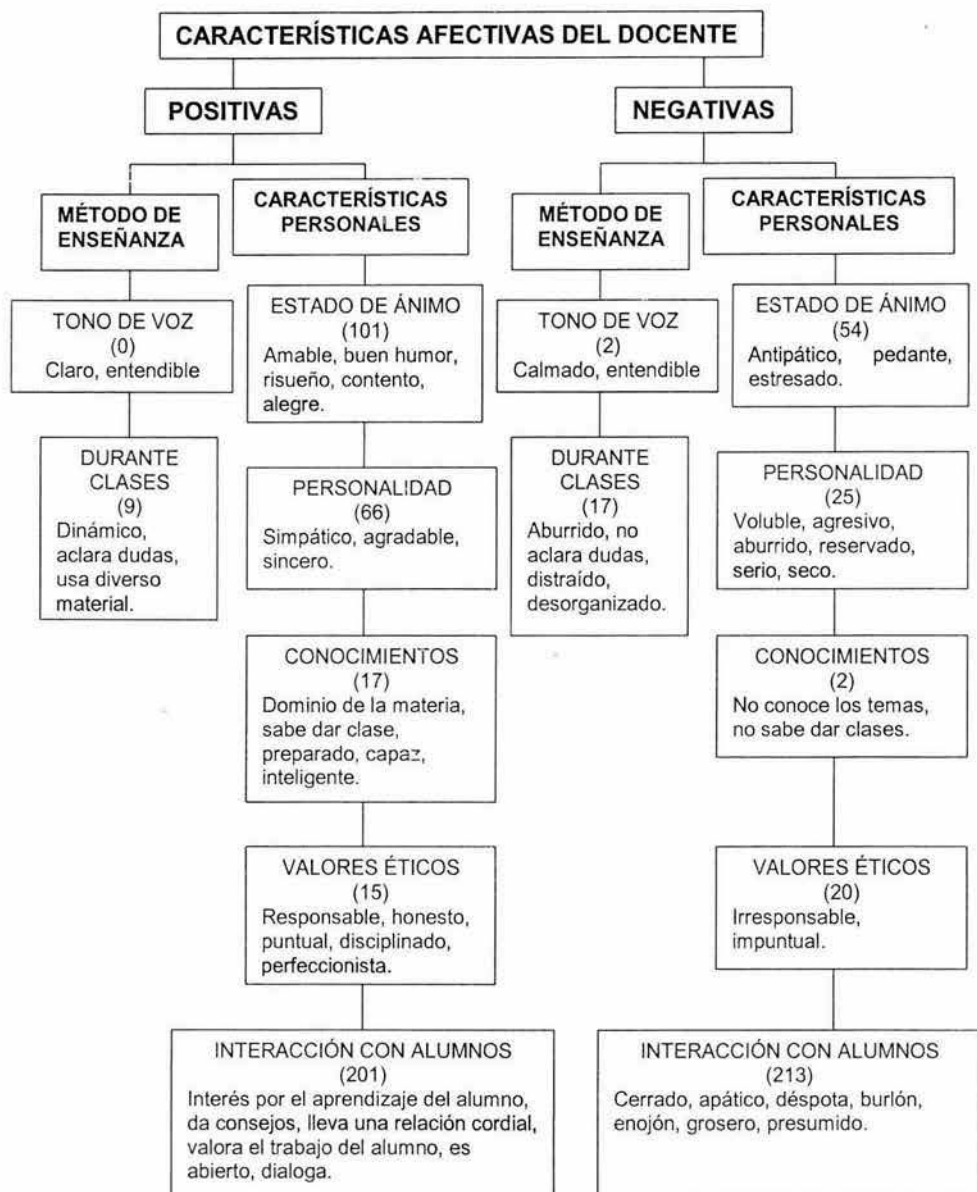 CARACTERÍSTICAS AFECTIVAS DEL DOCENTE
POSITIVAS
NEGATIVAS
MÉTODO DE
ENSEÑANZA
CARACTERÍSTICAS
PERSONALES
MÉTODO DE
ENSEÑANZA
CARACTERÍSTICAS
PERSONALES
TONO DE VOZ
(0)
Claro, entendible
ESTADO DE ÁNIMO
(101)
Amable, buen humor,
risueño, contento,
alegre.
TONO DE VOZ
(2)
Calmado, entendible
ESTADO DE ÁNIMO
(54)
Antipático, pedante,
estresado.
DURANTE
CLASES
(9)
Dinámico,
aclara dudas,
usa diverso
material.
PERSONALIDAD
(66)
Simpático, agradable,
sincero.
DURANTE
CLASES
(17)
Aburrido, no
aclara dudas,
distraído,
desorganizado.
PERSONALIDAD
(25)
Voluble, agresivo,
aburrido, reservado,
serio, seco.
CONOCIMIENTOS
(17)
Dominio de la materia,
sabe dar clase,
preparado, capaz,
inteligente.
CONOCIMIENTOS
(2)
No conoce los temas,
no sabe dar clases.
VALORES ÉTICOS
(15)
Responsable, honesto,
puntual, disciplinado,
perfeccionista.
VALORES ÉTICOS
(20)
Irresponsable,
impuntual.
INTERACCIÓN CON ALUMNOS
(201)
Interés por el aprendizaje del alumno,
da consejos, lleva una relación cordial,
valora el trabajo del alumno, es
abierto, dialoga.
INTERACCIÓN CON ALUMNOS
(213)
Cerrado, apático, déspota, burlón,
enojón, grosero, presumido.